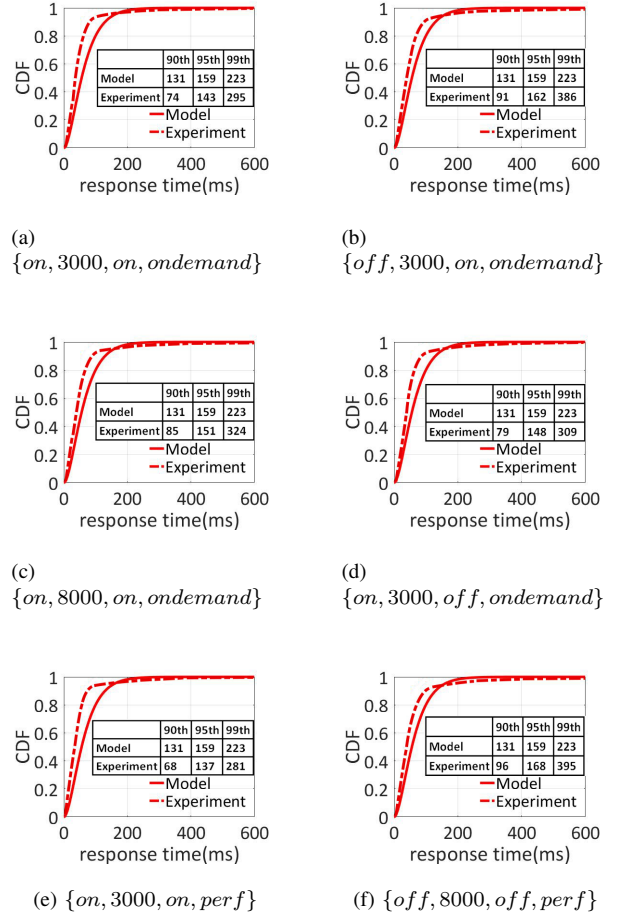 1
0.8
0.6
0.4
0.2
0
CDF
90th 95th 99th
Model 131 159 223
Experiment 74 143 295
Model
Experiment
0 200 400 600
response time(ms)
(a)
{on, 3000, on, ondemand}
1
0.8
0.6
0.4
0.2
0
CDF
90th 95th 99th
Model 131 159 223
Experiment 91 162 386
Model
Experiment
0 200 400 600
response time(ms)
(b)
{off, 3000, on, ondemand}
1
0.8
0.6
0.4
0.2
0
CDF
90th 95th 99th
Model 131 159 223
Experiment 85 151 324
Model
Experiment
0 200 400 600
response time(ms)
(c)
{on, 8000, on, ondemand}
1
0.8
0.6
0.4
0.2
0
CDF
90th 95th 99th
Model 131 159 223
Experiment 79 148 309
Model
Experiment
0 200 400 600
response time(ms)
(d)
{on, 3000, off, ondemand}
1
0.8
0.6
0.4
0.2
0
CDF
90th 95th 99th
Model 131 159 223
Experiment 68 137 281
Model
Experiment
0 200 400 600
response time(ms)
(e) {on, 3000, on, perf}
1
0.8
0.6
0.4
0.2
0
CDF
90th 95th 99th
Model 131 159 223
Experiment 96 168 395
Model
Experiment
0 200 400 600
response time(ms)
(f) {off, 8000, off, perf}